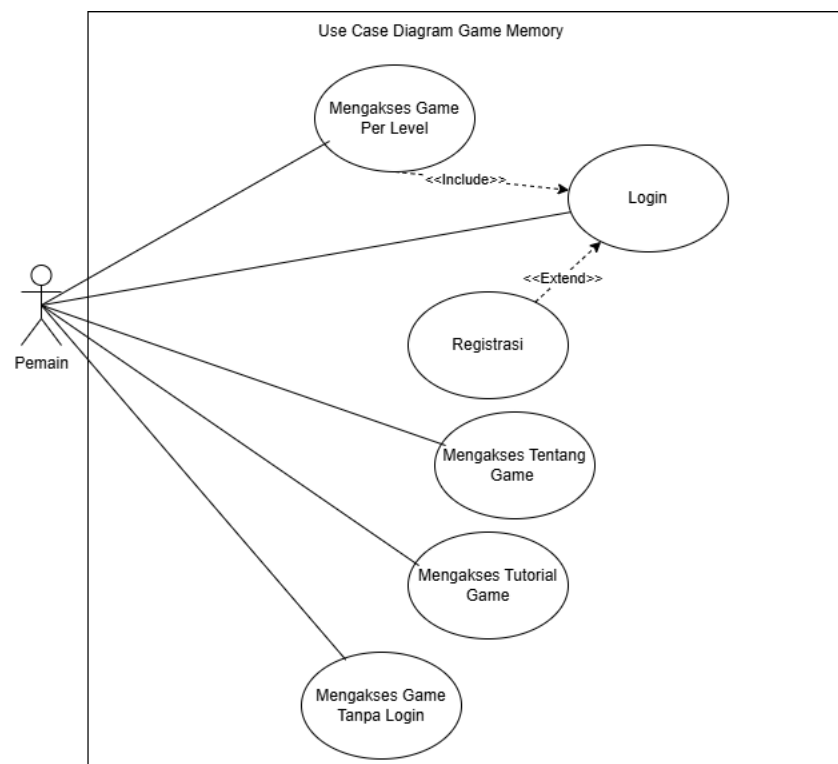 Use Case Diagram Game Memory
Mengakses Game
Per Level
<<Include>>
Login
<<Extend>>
Registrasi
Pemain
Mengakses Tentang
Game
Mengakses Tutorial
Game
Mengakses Game
Tanpa Login